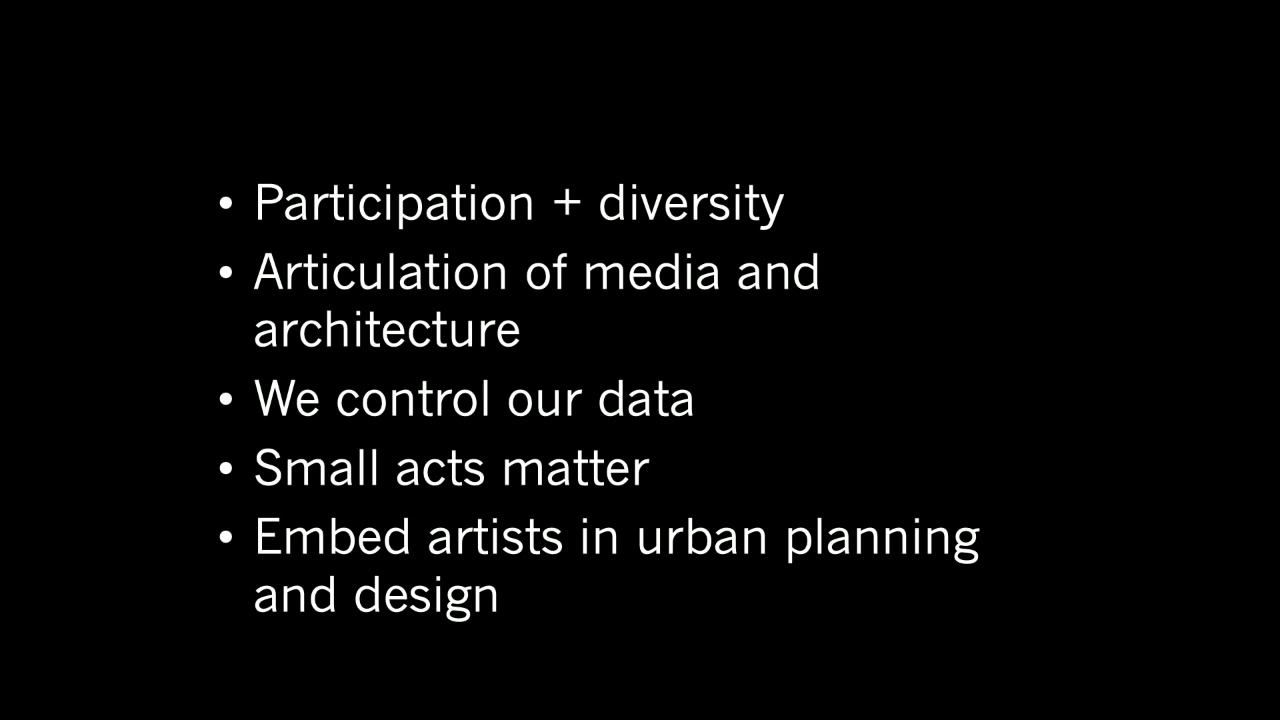 • Participation + diversity
• Articulation of media and
architecture
• We control our data
• Small acts matter
• Embed artists in urban planning
and design